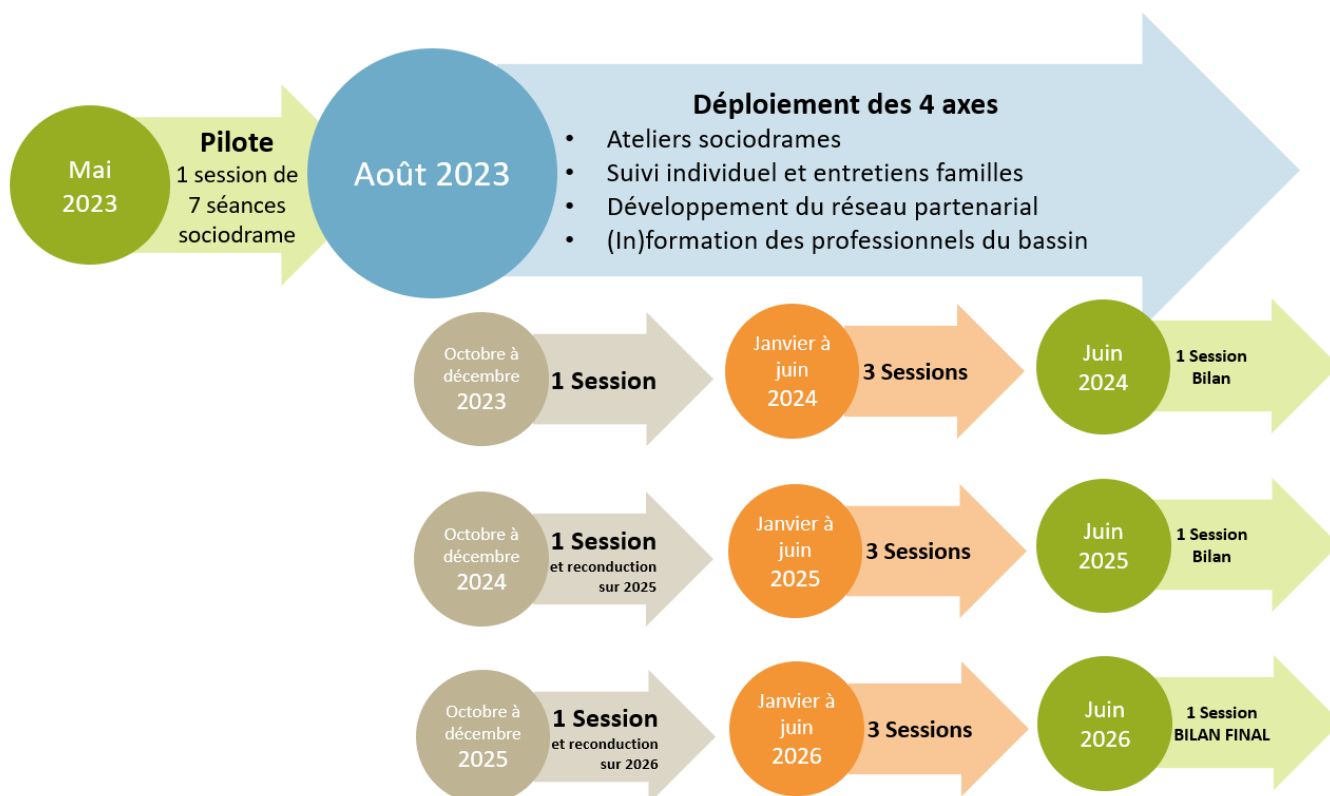 Mai
2023
Pilote
1 session de
7 séances
sociodrame
Août 2023
Déploiement des 4 axes
• Ateliers sociodrames
• Suivi individuel et entretiens familles
• Développement du réseau partenarial
• (In)formation des professionnels du bassin
Octobre à
décembre
2023
1 Session
Janvier à
juin
2024
3 Sessions
Juin
2024
1 Session
Bilan
Octobre à
décembre
2024
1 Session
et reconduction
sur 2025
Janvier à
juin
2025
3 Sessions
Juin
2025
1 Session
Bilan
Octobre à
décembre
2025
1 Session
et reconduction
sur 2026
Janvier à
juin
2026
3 Sessions
Juin
2026
1 Session
BILAN FINAL